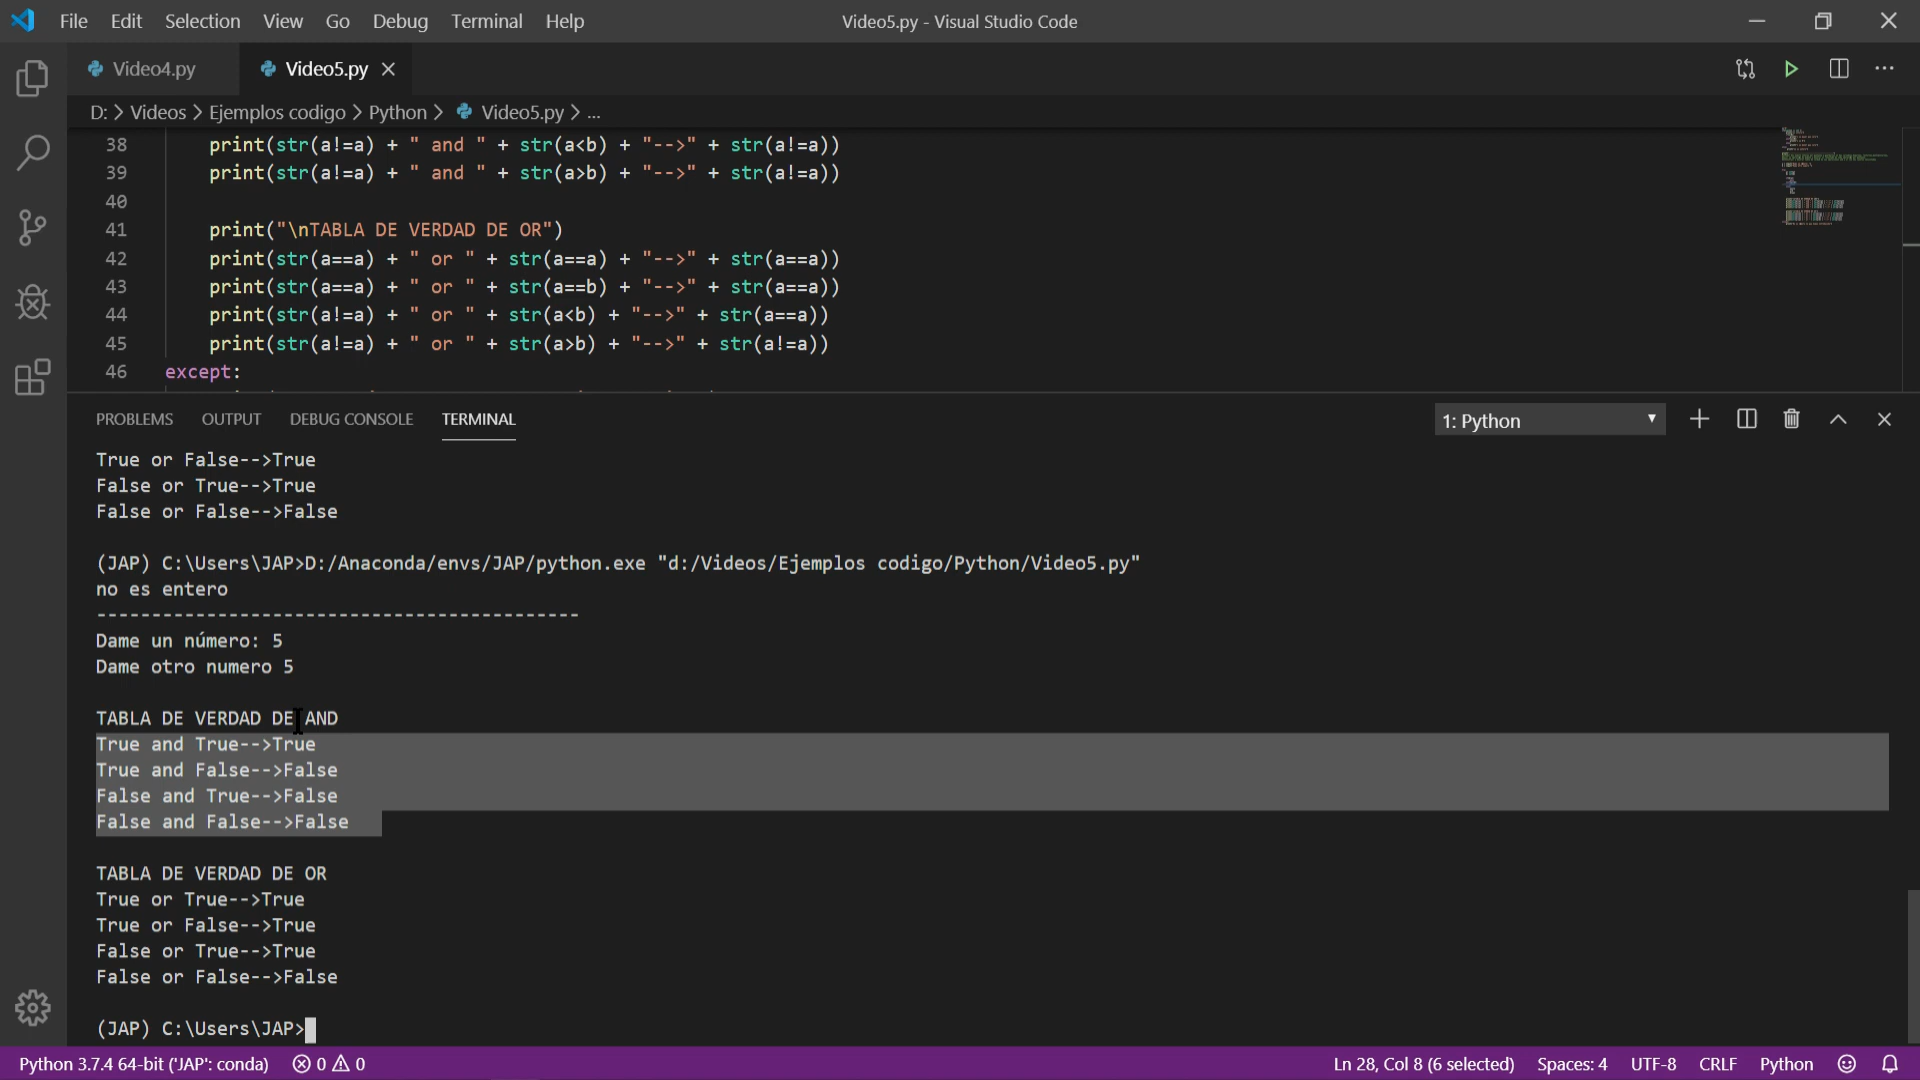 File Edit Selection View Go Debug Terminal Help
Video5.py - Visual Studio Code
Video4.py
Video5.py
D: > Videos > Ejemplos codigo > Python > Video5.py > ...
38 print(str(a!=a) + " and " + str(a<b) + "-->" + str(a!=a))
39 print(str(a!=a) + " and " + str(a>b) + "-->" + str(a!=a))
40
41 print("\nTABLA DE VERDAD DE OR")
42 print(str(a==a) + " or " + str(a==a) + "-->" + str(a==a))
43 print(str(a==a) + " or " + str(a==b) + "-->" + str(a==a))
44 print(str(a!=a) + " or " + str(a<b) + "-->" + str(a==a))
45 print(str(a!=a) + " or " + str(a>b) + "-->" + str(a!=a))
46 except:
PROBLEMS OUTPUT DEBUG CONSOLE TERMINAL
1: Python
True or False-->True
False or True-->True
False or False-->False
(JAP) C:\Users\JAP>D:/Anaconda/envs/JAP/python.exe "d:/Videos/Ejemplos codigo/Python/Video5.py"
no es entero
--------------------------------------------
Dame un número: 5
Dame otro numero 5
TABLA DE VERDAD DE AND
True and True-->True
True and False-->False
False and True-->False
False and False-->False
TABLA DE VERDAD DE OR
True or True-->True
True or False-->True
False or True-->True
False or False-->False
(JAP) C:\Users\JAP>
Python 3.7.4 64-bit ('JAP': conda) 0 0
Ln 28, Col 8 (6 selected) Spaces: 4 UTF-8 CRLF Python